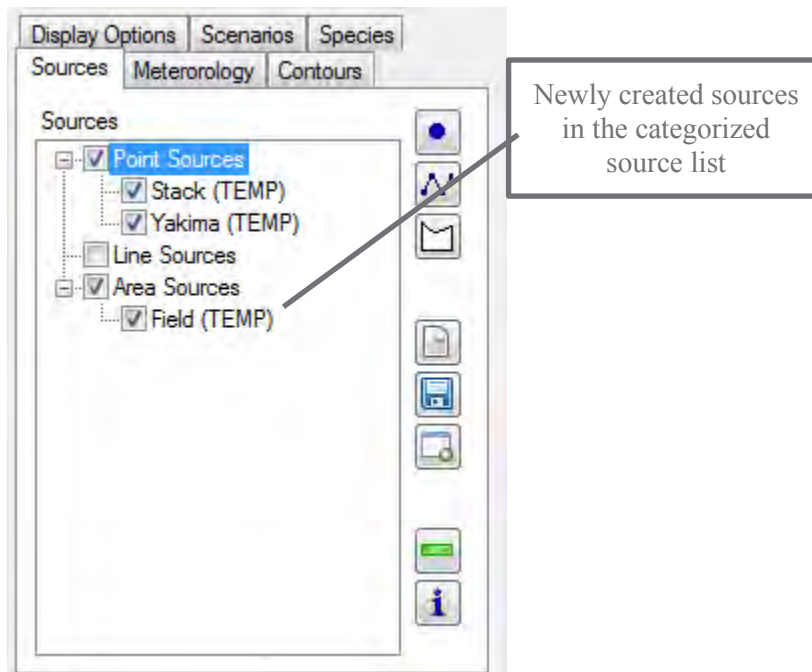 Display Options Scenarios Species
Sources Meterorology Contours
Sources
Point Sources
Stack (TEMP)
Yakima (TEMP)
Line Sources
Area Sources
Field (TEMP)
Newly created sources
in the categorized
source list